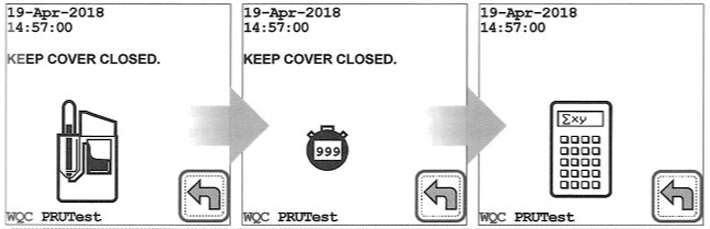 19-Apr-2018
14:57:00
KEEP COVER CLOSED.
WQC PRUTest
19-Apr-2018
14:57:00
KEEP COVER CLOSED.
999
WQC PRUTest
19-Apr-2018
14:57:00
Σxy
WQC PRUTest